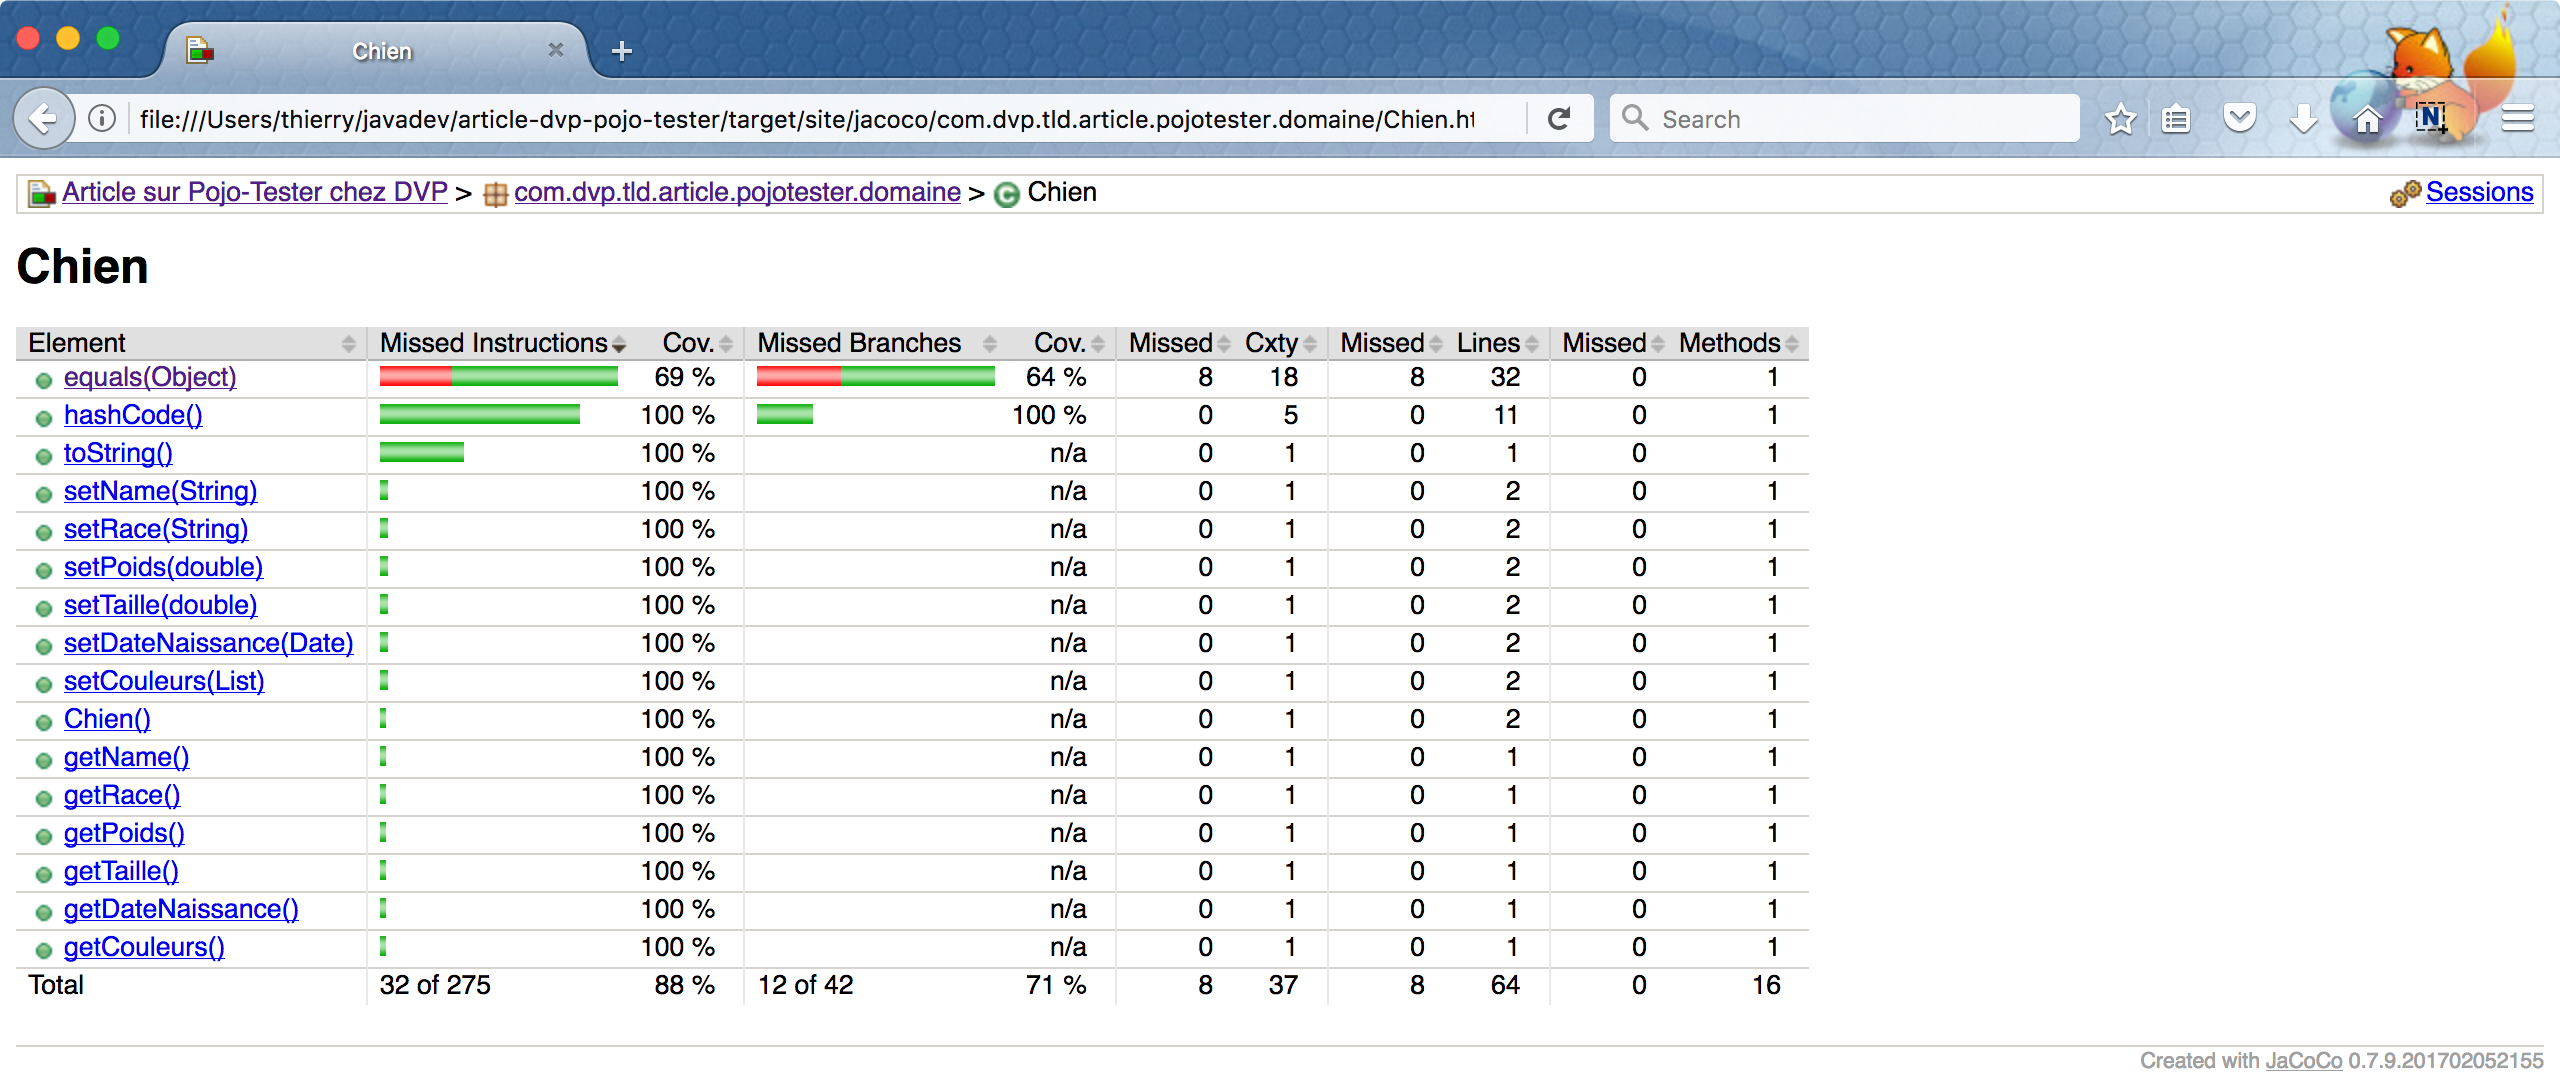 Chien
file:///Users/thierry/javadev/article-dvp-pojo-tester/target/site/jacoco/com.dvp.tld.article.pojotester.domaine/Chien.ht
Search
N
Article sur Pojo-Tester chez DVP > com.dvp.tld.article.pojotester.domaine > C Chien Sessions
Chien
Element Missed Instructions Cov. Missed Branches Cov. Missed Cxty Missed Lines Missed Methods
equals(Object) 69 % 64 % 8 18 8 32 0 1
hashCode() 100 % 100 % 0 5 0 11 0 1
toString() 100 % n/a 0 1 0 1 0 1
setName(String) 100 % n/a 0 1 0 2 0 1
setRace(String) 100 % n/a 0 1 0 2 0 1
setPoids(double) 100 % n/a 0 1 0 2 0 1
setTaille(double) 100 % n/a 0 1 0 2 0 1
setDateNaissance(Date) 100 % n/a 0 1 0 2 0 1
setCouleurs(List) 100 % n/a 0 1 0 2 0 1
Chien() 100 % n/a 0 1 0 2 0 1
getName() 100 % n/a 0 1 0 1 0 1
getRace() 100 % n/a 0 1 0 1 0 1
getPoids() 100 % n/a 0 1 0 1 0 1
getTaille() 100 % n/a 0 1 0 1 0 1
getDateNaissance() 100 % n/a 0 1 0 1 0 1
getCouleurs() 100 % n/a 0 1 0 1 0 1
Total 32 of 275 88 % 12 of 42 71 % 8 37 8 64 0 16
Created with JaCoCo 0.7.9.201702052155